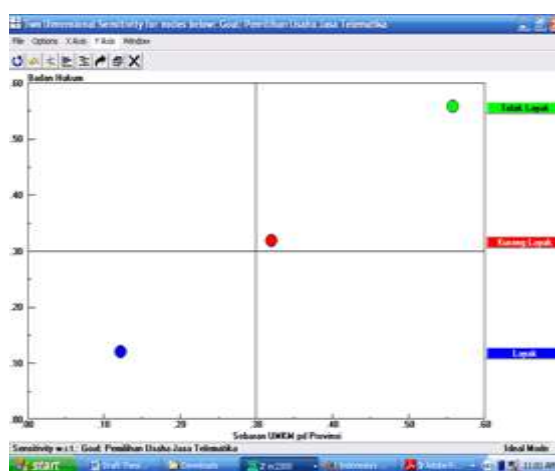 Two Dimensional Sensitivity for nodes below: Goal: Pemilihan Usaha Jasa Telematika
File Options X Axis Y Axis Window
Badan Hukum
.60
.50
.40
.30
.20
.10
.00
Tidak Layak
Kurang Layak
Layak
.00 .10 .20 .30 .40 .50 .60
Sebaran UMKM pd Provinsi
Sensitivity w.r.t.: Goal: Pemilihan Usaha Jasa Telematika Ideal Mode
start Downloads